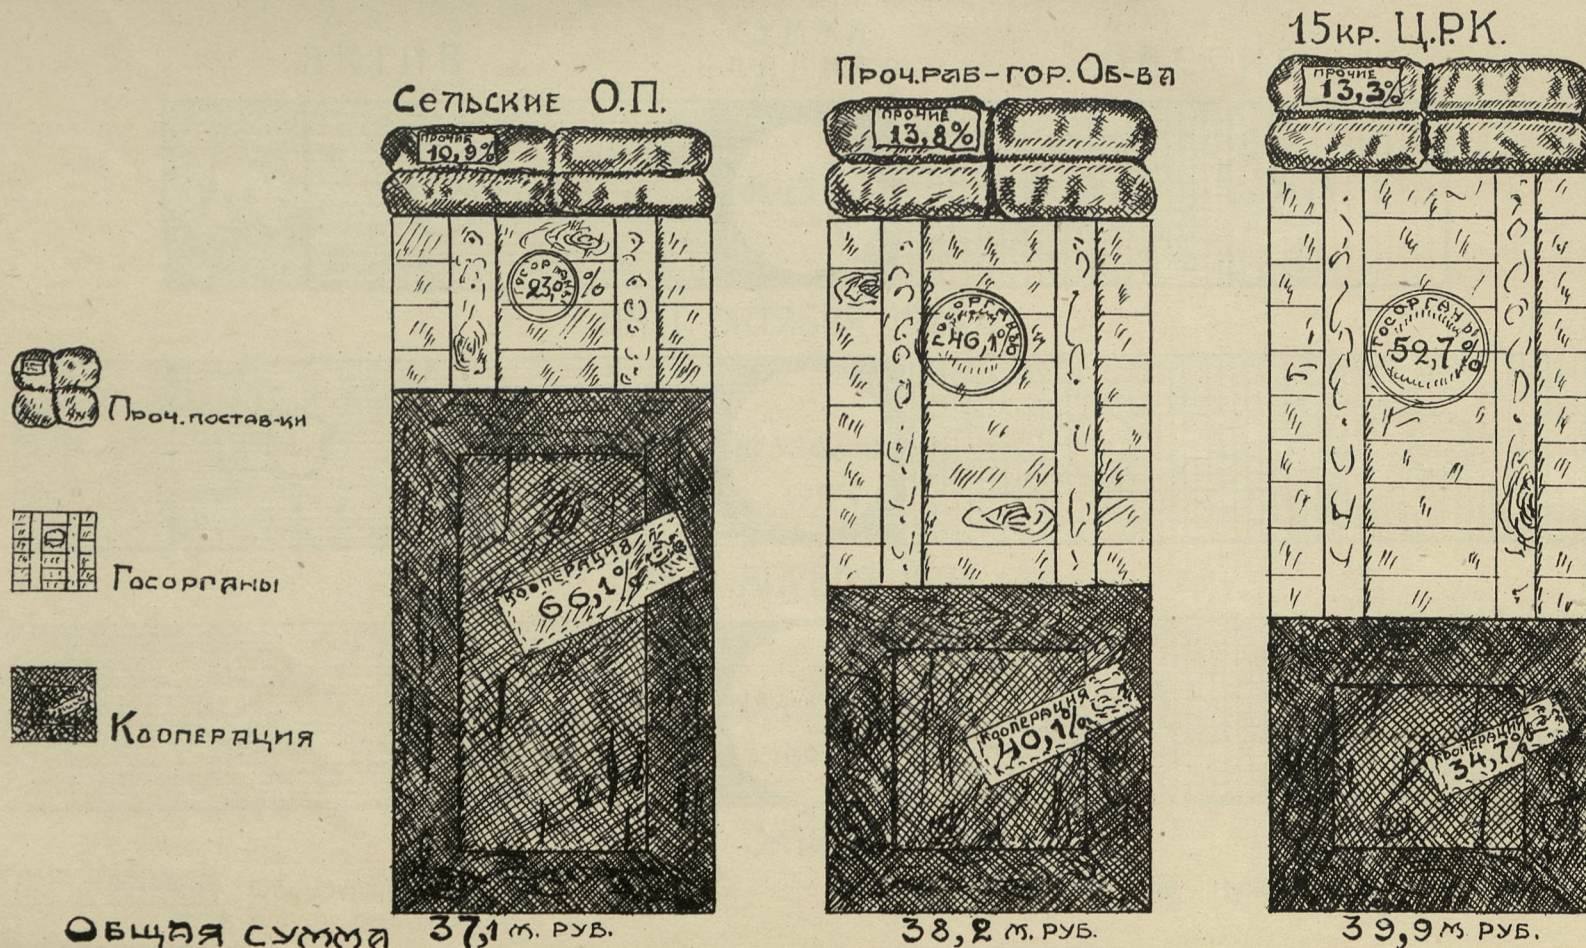 Сельские О.П.
прочие
10,9%
Госорганы
23,0%
Кооперация
66,1%
Проч.раб-гор.Об-ва
прочие
13,8%
Госорганы
46,1%
Кооперация
40,1%
15кр. Ц.Р.К.
прочие
13,3%
Госорганы
52,7%
Кооперации
34,7%
Проч.постав-ки
Госорганы
Кооперация
Общая сумма 37,1 м. руб. 38,2 м. руб. 39,9 м. руб.